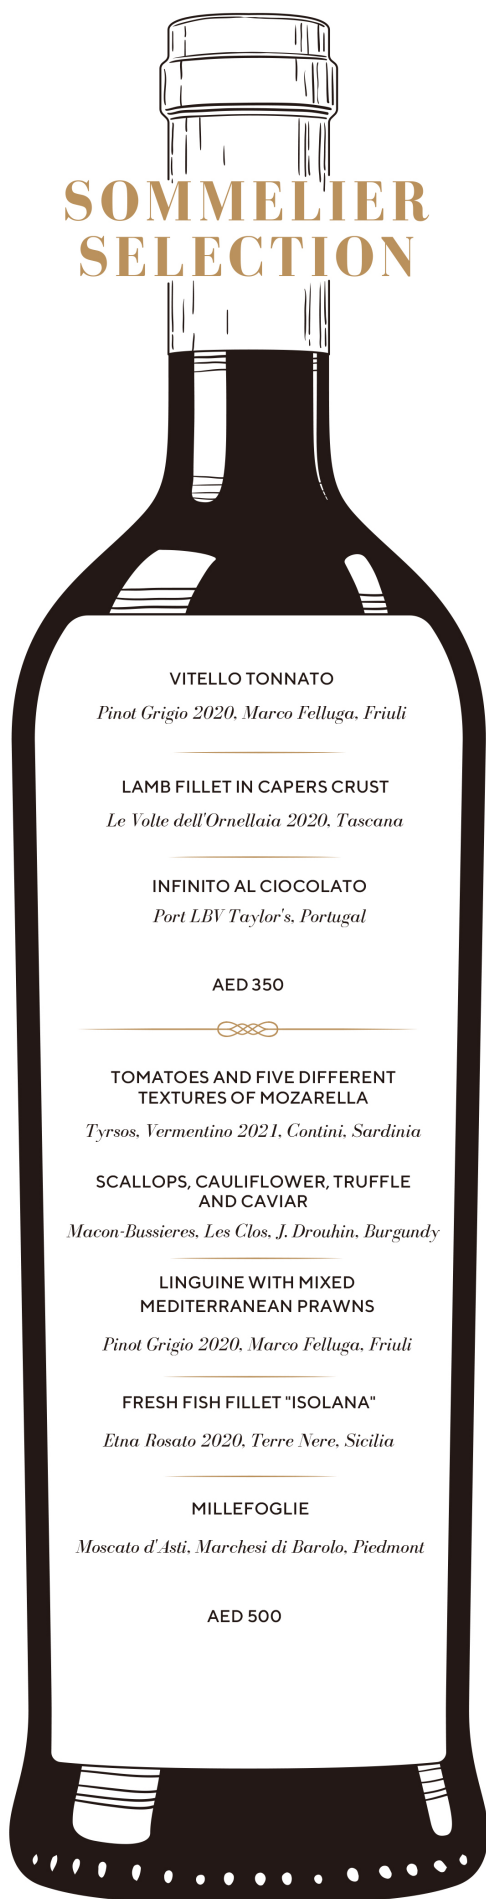 SOMMELIER
SELECTION
VITELLO TONNATO
Pinot Grigio 2020, Marco Felluga, Friuli
LAMB FILLET IN CAPERS CRUST
Le Volte dell'Ornellaia 2020, Tascana
INFINITO AL CIOCOLATO
Port LBV Taylor's, Portugal
AED 350
TOMATOES AND FIVE DIFFERENT
TEXTURES OF MOZARELLA
Tyrsos, Vermentino 2021, Contini, Sardinia
SCALLOPS, CAULIFLOWER, TRUFFLE
AND CAVIAR
Macon-Bussieres, Les Clos, J. Drouhin, Burgundy
LINGUINE WITH MIXED
MEDITERRANEAN PRAWNS
Pinot Grigio 2020, Marco Felluga, Friuli
FRESH FISH FILLET "ISOLANA"
Etna Rosato 2020, Terre Nere, Sicilia
MILLEFOGLIE
Moscato d'Asti, Marchesi di Barolo, Piedmont
AED 500